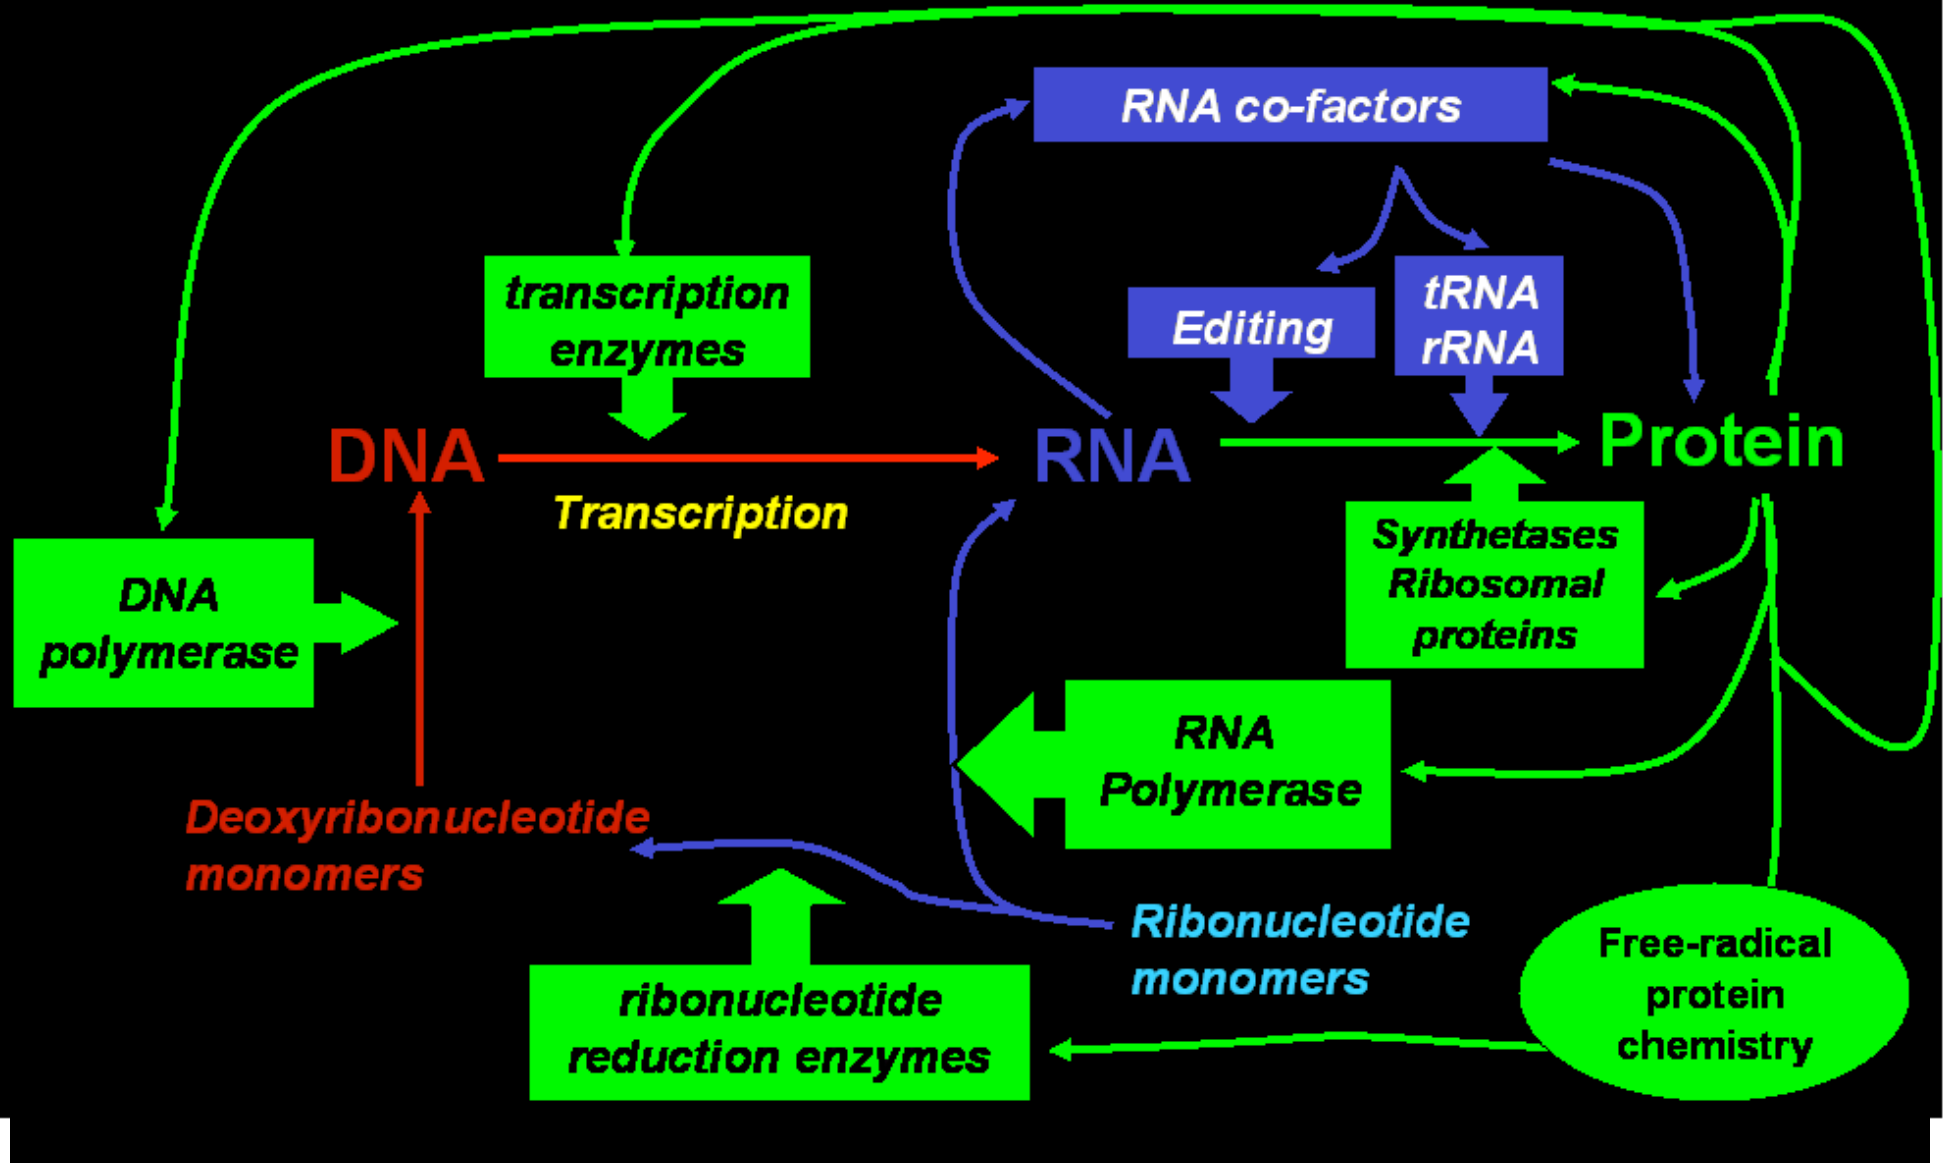 RNA co-factors
transcription
enzymes
Editing
tRNA
rRNA
DNA
RNA
Protein
Transcription
Synthetases
Ribosomal
proteins
DNA
polymerase
RNA
Polymerase
Deoxyribonucleotide
monomers
Ribonucleotide
monomers
Free-radical
protein
chemistry
ribonucleotide
reduction enzymes